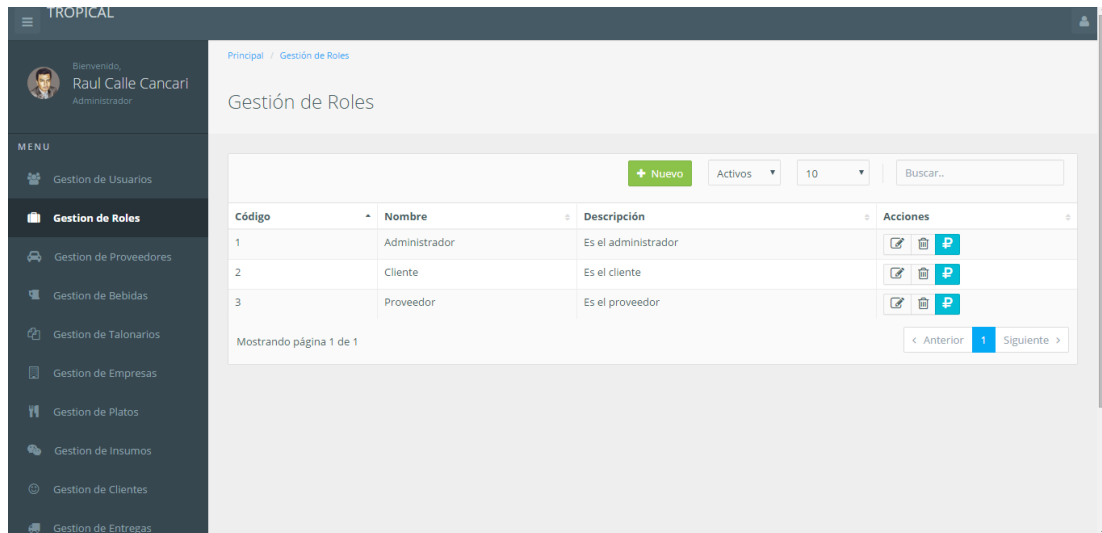 TROPICAL
Bienvenido,
Raul Calle Cancari
Administrador
MENU
Gestion de Usuarios
Gestion de Roles
Gestion de Proveedores
Gestion de Bebidas
Gestion de Talonarios
Gestion de Empresas
Gestion de Platos
Gestion de Insumos
Gestion de Clientes
Gestion de Entregas
Principal / Gestión de Roles
Gestión de Roles
+ Nuevo Activos 10 Buscar..
Código Nombre Descripción Acciones
1 Administrador Es el administrador
2 Cliente Es el cliente
3 Proveedor Es el proveedor
Mostrando página 1 de 1
< Anterior 1 Siguiente >